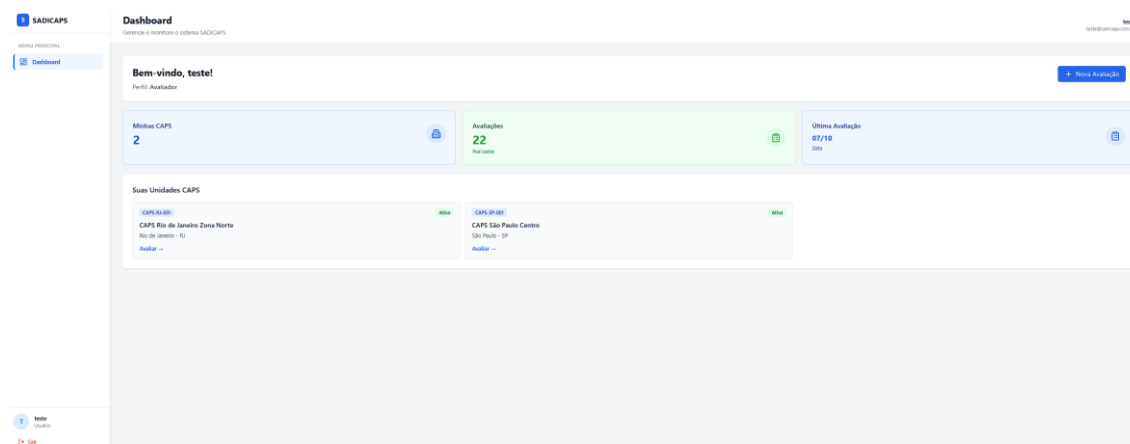 S SADICAPS
MENU PRINCIPAL
Dashboard
Dashboard
Gerencie e monitore o sistema SADICAPS
tes
teste@sadicaps.com
Bem-vindo, teste!
Perfil: Avaliador
+ Nova Avaliação
Minhas CAPS
2
Avaliações
22
Realizadas
Última Avaliação
07/10
Data
Suas Unidades CAPS
CAPS-RJ-001 Ativo
CAPS Rio de Janeiro Zona Norte
Rio de Janeiro - RJ
Avaliar →
CAPS-SP-001 Ativo
CAPS São Paulo Centro
São Paulo - SP
Avaliar →
T
teste
Usuário
Sair